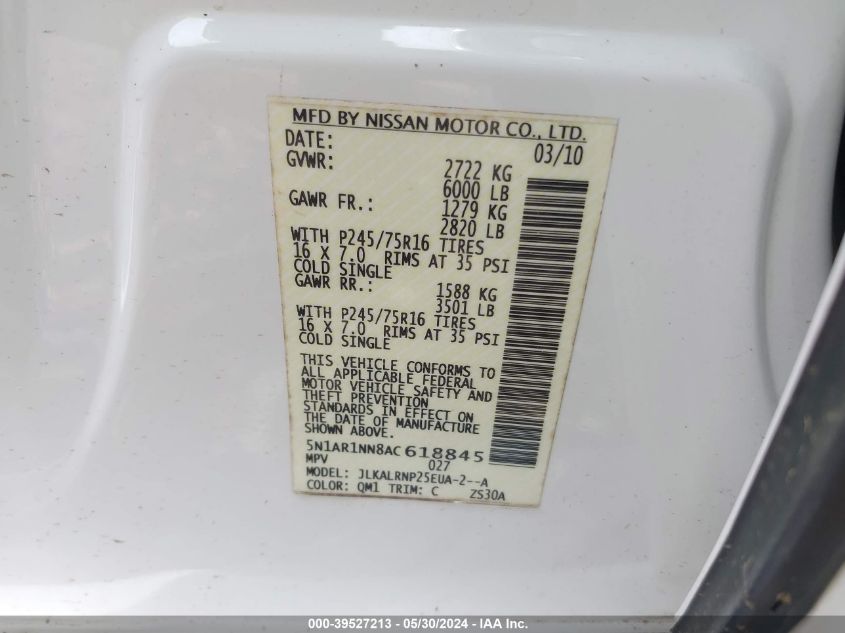 MFD BY NISSAN MOTOR CO., LTD.
DATE: 03/10
GVWR: 2722 KG
6000 LB
GAWR FR.: 1279 KG
2820 LB
WITH P245/75R16 TIRES
16 X 7.0 RIMS AT 35 PSI
COLD SINGLE
GAWR RR.: 1588 KG
3501 LB
WITH P245/75R16 TIRES
16 X 7.0 RIMS AT 35 PSI
COLD SINGLE
THIS VEHICLE CONFORMS TO
ALL APPLICABLE FEDERAL
MOTOR VEHICLE SAFETY AND
THEFT PREVENTION
STANDARDS IN EFFECT ON
THE DATE OF MANUFACTURE
SHOWN ABOVE.
5N1AR1NN8AC618845
MPV 027
MODEL: JLKALRNP25EUA-2--A
COLOR: QM1 TRIM: C ZS30A
000-39527213 - 05/30/2024 - IAA Inc.